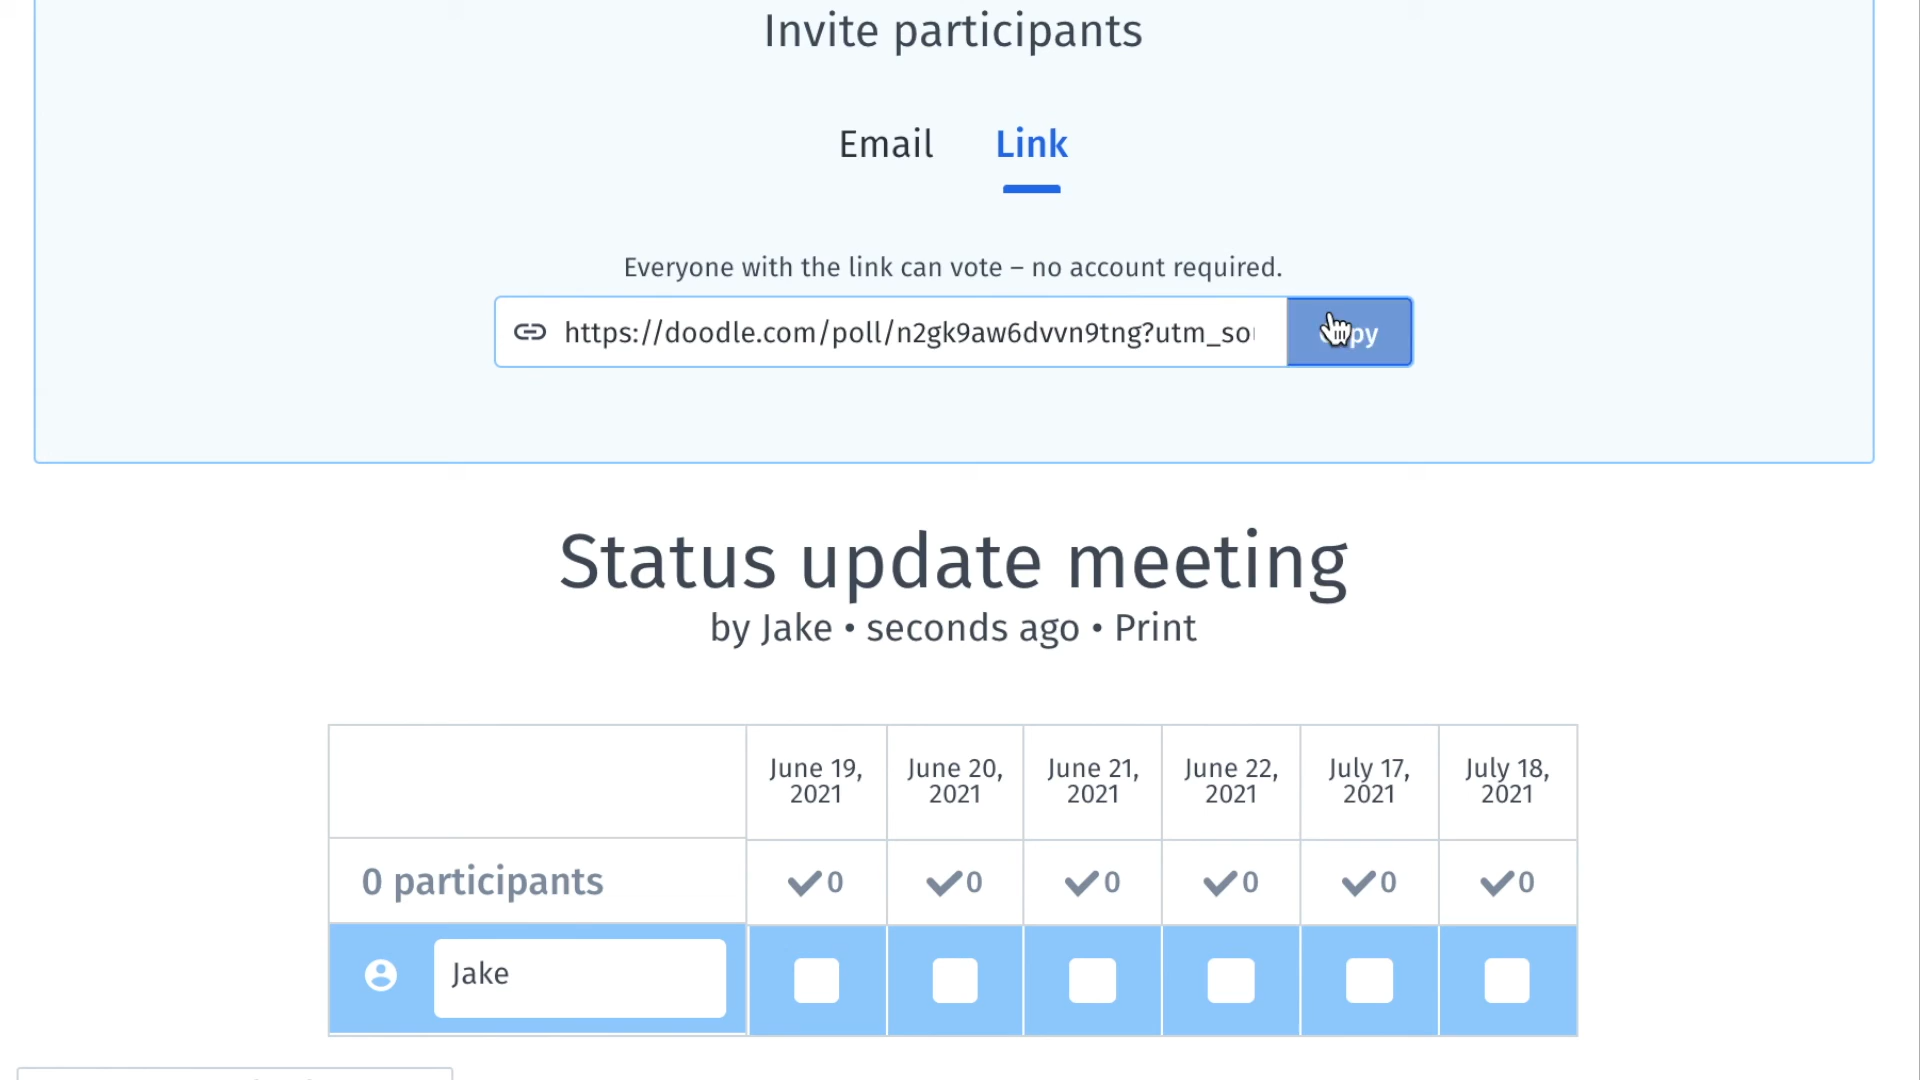 Invite participants
Email Link
Everyone with the link can vote – no account required.
https://doodle.com/poll/n2gk9aw6dvvn9tng?utm_so
Status update meeting
by Jake • seconds ago • Print
June 19, June 20, June 21, June 22, July 17, July 18,
2021 2021 2021 2021 2021 2021
0 participants 0 0 0 0 0 0
Jake